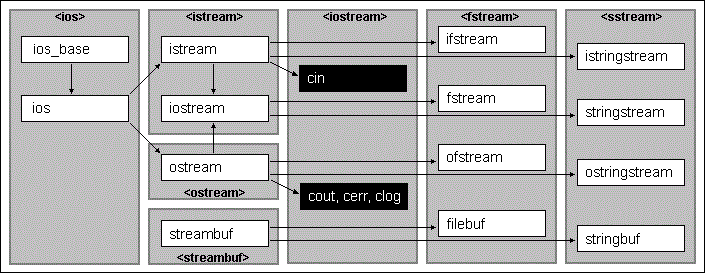 <ios>
<istream>
<iostream>
<fstream>
<sstream>
ios_base
ios
istream
iostream
ostream
<ostream>
streambuf
<streambuf>
cin
cout, cerr, clog
ifstream
fstream
ofstream
filebuf
istringstream
stringstream
ostringstream
stringbuf